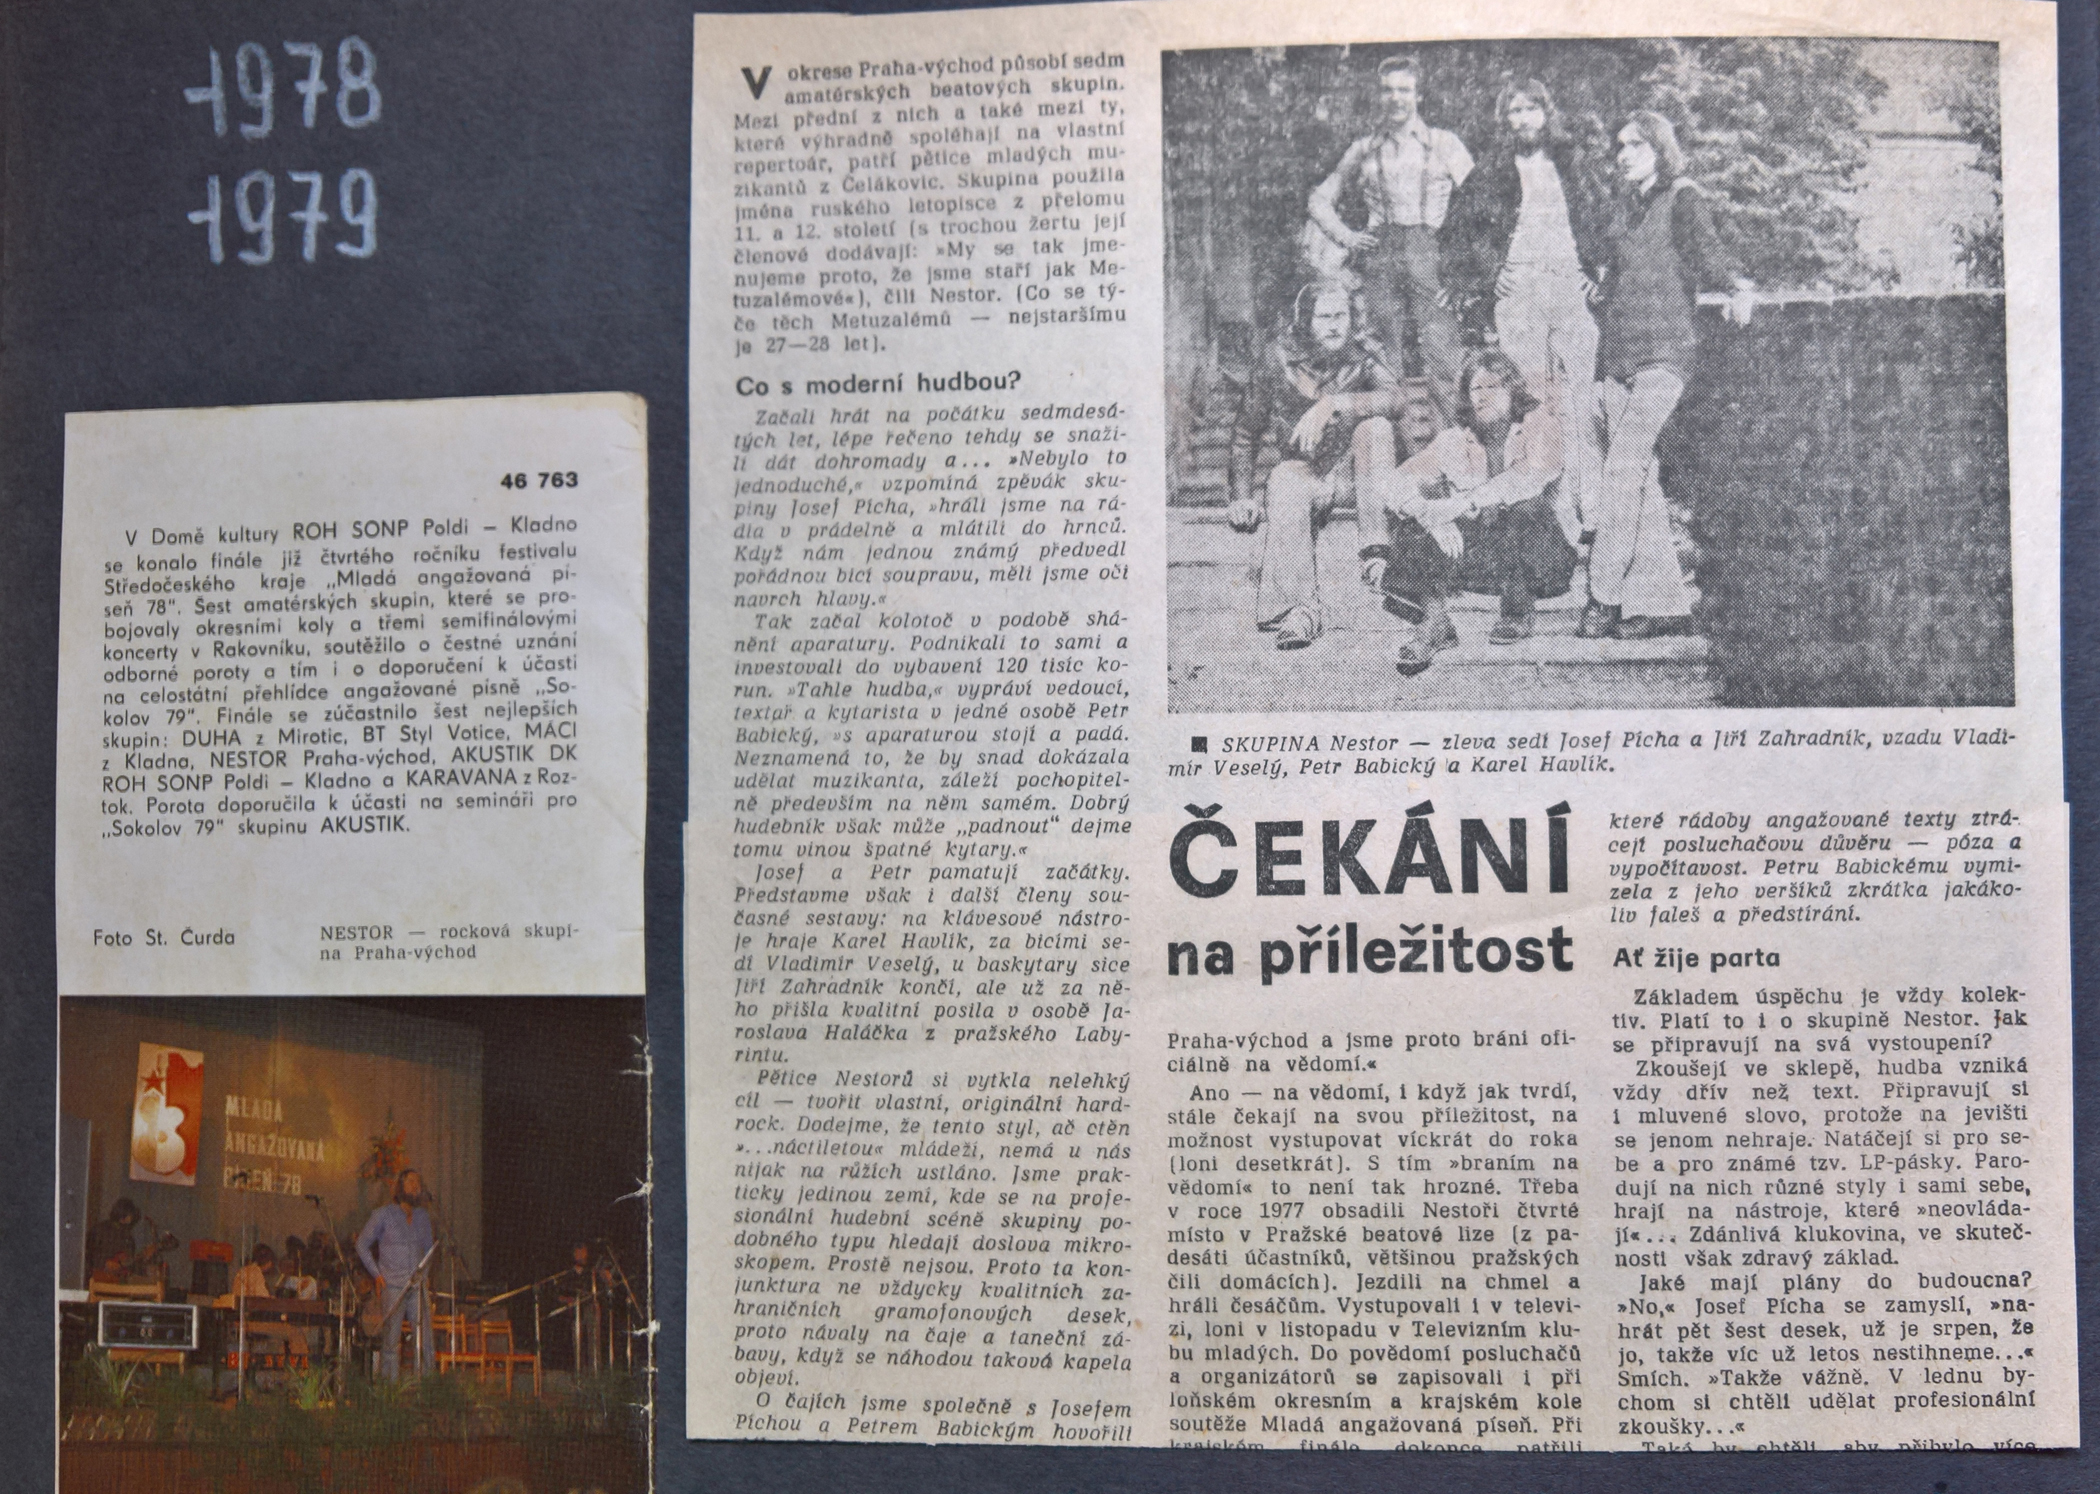 1978
1979
46 763
V Domě kultury ROH SONP Poldi – Kladno
se konalo finále již čtvrtého ročníku festivalu
Středočeského kraje „Mladá angažovaná pí-
seň 78". Šest amatérských skupin, které se pro-
bojovaly okresními koly a třemi semifinálovými
koncerty v Rakovníku, soutěžilo o čestné uznání
odborné poroty a tím i o doporučení k účasti
na celostátní přehlídce angažované písně „So-
kolov 79". Finále se zúčastnilo šest nejlepších
skupin: DUHA z Mirotic, BT Styl Votice, MÁCI
z Kladna, NESTOR Praha-východ, AKUSTIK DK
ROH SONP Poldi – Kladno a KARAVANA z Roz-
tok. Porota doporučila k účasti na semináři pro
„Sokolov 79" skupinu AKUSTIK.
Foto St. Čurda
NESTOR — rocková skupi-
na Praha-východ
MLADÁ
ANGAŽOVANÁ
PÍSEŇ 78
BT STYL
V okrese Praha-východ působí sedm
amatérských beatových skupin.
Mezi přední z nich a také mezi ty,
které výhradně spoléhají na vlastní
repertoár, patří pětice mladých mu-
zikantů z Čelákovic. Skupina použila
jména ruského letopisce z přelomu
11. a 12. století (s trochou žertu její
členové dodávají: »My se tak jme-
nujeme proto, že jsme staří jak Me-
tuzalémové«), čili Nestor. (Co se tý-
če těch Metuzalémů — nejstaršímu
je 27—28 let).
Co s moderní hudbou?
Začali hrát na počátku sedmdesá-
tých let, lépe řečeno tehdy se snaži-
li dát dohromady a... »Nebylo to
jednoduché,« vzpomíná zpěvák sku-
piny Josef Pícha, »hráli jsme na rá-
dia v prádelně a mlátili do hrnců.
Když nám jednou známý předvedl
pořádnou bicí soupravu, měli jsme oči
navrch hlavy.«
Tak začal kolotoč v podobě shá-
nění aparatury. Podnikali to sami a
investovali do vybavení 120 tisíc ko-
run. »Tahle hudba,« vypráví vedoucí,
textař a kytarista v jedné osobě Petr
Babický, »s aparaturou stojí a padá.
Neznamená to, že by snad dokázala
udělat muzikanta, záleží pochopitel-
ně především na něm samém. Dobrý
hudebník však může „padnout" dejme
tomu vinou špatné kytary.«
Josef a Petr pamatují začátky.
Představme však i další členy sou-
časné sestavy: na klávesové nástro-
je hraje Karel Havlík, za bicími se-
dí Vladimír Veselý, u baskytary sice
Jiří Zahradník končí, ale už za ně-
ho přišla kvalitní posila v osobě Ja-
roslava Haláčka z pražského Laby-
rintu.
Pětice Nestorů si vytkla nelehký
cíl — tvořit vlastní, originální hard-
rock. Dodejme, že tento styl, ač ctěn
»...náctiletou« mládeží, nemá u nás
nijak na růžích ustláno. Jsme prak-
ticky jedinou zemí, kde se na profe-
sionální hudební scéně skupiny po-
dobného typu hledají doslova mikro-
skopem. Prostě nejsou. Proto ta kon-
junktura ne vždycky kvalitních za-
hraničních gramofonových desek,
proto návaly na čaje a taneční zá-
bavy, když se náhodou taková kapela
objeví.
O čajích jsme společně s Josefem
Píchou a Petrem Babickým hovořili
■ SKUPINA Nestor — zleva sedí Josef Pícha a Jiří Zahradník, vzadu Vladi-
mír Veselý, Petr Babický a Karel Havlík.
ČEKÁNÍ
na příležitost
Praha-východ a jsme proto bráni ofi-
ciálně na vědomí.«
Ano — na vědomí, i když jak tvrdí,
stále čekají na svou příležitost, na
možnost vystupovat víckrát do roka
(loni desetkrát). S tím »braním na
vědomí« to není tak hrozné. Třeba
v roce 1977 obsadili Nestoři čtvrté
místo v Pražské beatové lize (z pa-
desáti účastníků, většinou pražských
čili domácích). Jezdili na chmel a
hráli česáčům. Vystupovali i v televi-
zi, loni v listopadu v Televizním klu-
bu mladých. Do povědomí posluchačů
a organizátorů se zapisovali i při
loňském okresním a krajském kole
soutěže Mladá angažovaná píseň. Při
krajském finále dokonce patřili
které rádoby angažované texty ztrá-
cejí posluchačovu důvěru — póza a
vypočítavost. Petru Babickému vymi-
zela z jeho veršíků zkrátka jakáko-
liv faleš a předstírání.
Ať žije parta
Základem úspěchu je vždy kolek-
tiv. Platí to i o skupině Nestor. Jak
se připravují na svá vystoupení?
Zkoušejí ve sklepě, hudba vzniká
vždy dřív než text. Připravují si
i mluvené slovo, protože na jevišti
se jenom nehraje. Natáčejí si pro se-
be a pro známé tzv. LP-pásky. Paro-
dují na nich různé styly i sami sebe,
hrají na nástroje, které »neovláda-
jí«... Zdánlivá klukovina, ve skuteč-
nosti však zdravý základ.
Jaké mají plány do budoucna?
»No,« Josef Pícha se zamyslí, »na-
hrát pět šest desek, už je srpen, že
jo, takže víc už letos nestihneme...«
Smích. »Takže vážně. V lednu by-
chom si chtěli udělat profesionální
zkoušky...«
Také by chtěli, aby přibylo více